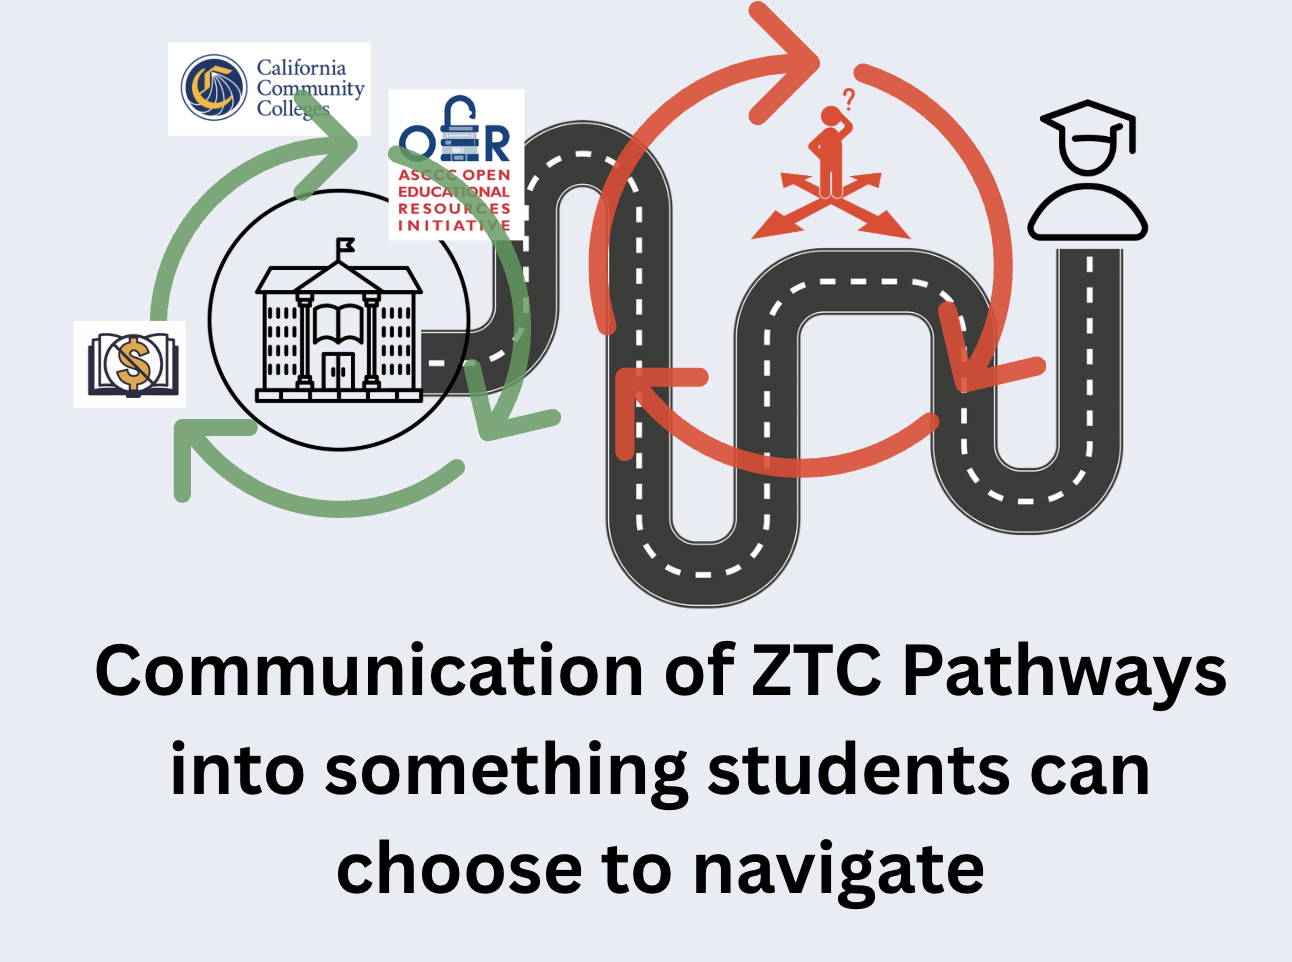 California
Community
Colleges
OER
ASCCC OPEN
EDUCATIONAL
RESOURCES
INITIATIVE
?
$
Communication of ZTC Pathways
into something students can
choose to navigate